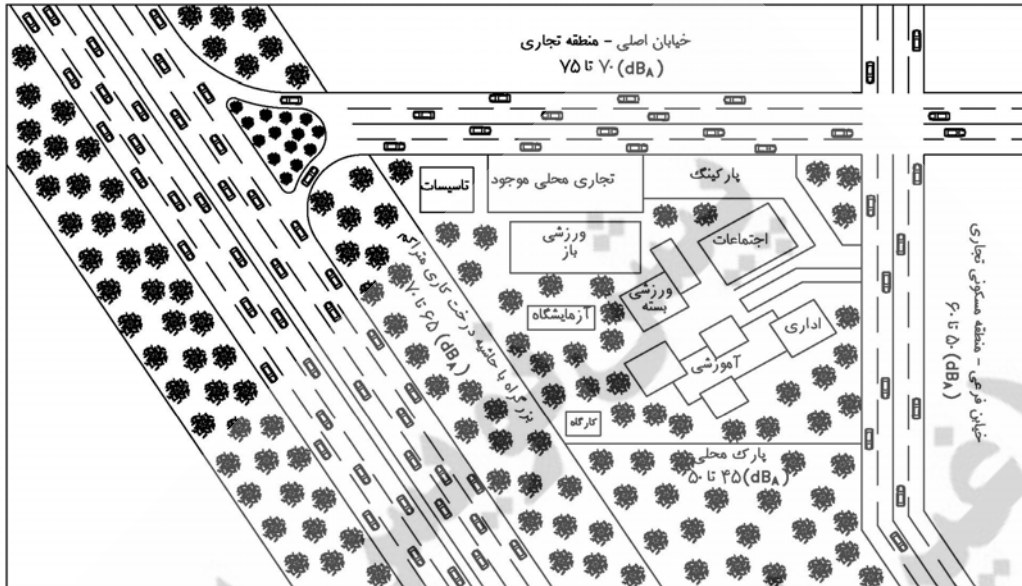 خیابان اصلی - منطقه تجاری
۷۰ تا ۷۵ (dBA)
تاسیسات
تجاری محلی موجود
پارکینگ
ورزشی
باز
اجتماعات
ورزشی
بسته
آزمایشگاه
اداری
آموزشی
کارگاه
بزرگراه با حاشیه درخت کاری متراکم
۶۵ تا ۷۰ (dBA)
خیابان فرعی - منطقه مسکونی تجاری
۵۰ تا ۶۰
(dBA)
پارک محلی
۴۵ تا ۵۰ (dBA)